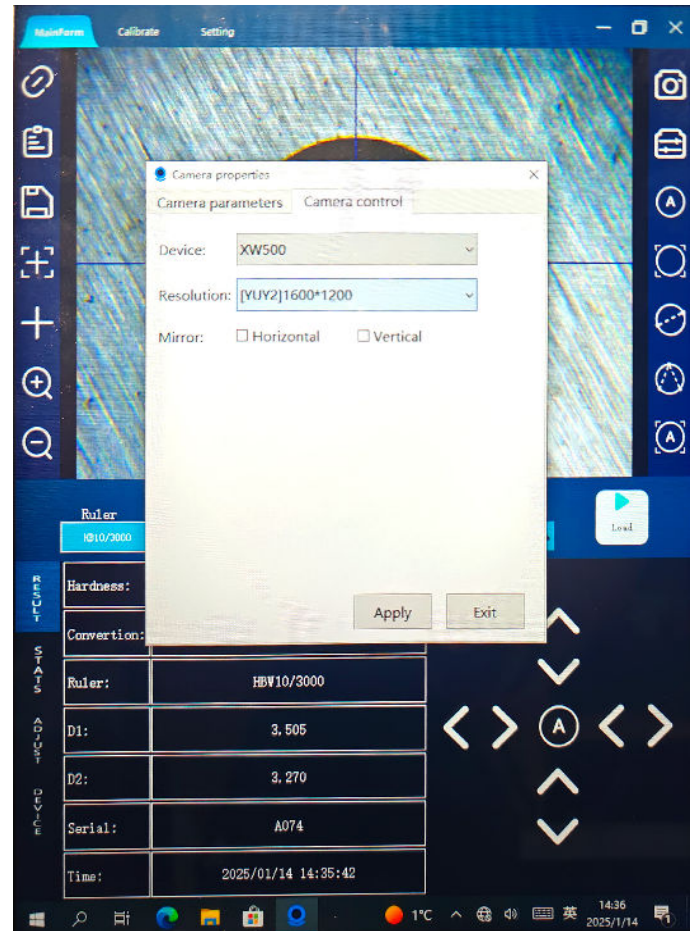 MainForm Calibrate Setting
Camera properties
Camera parameters Camera control
Device: XW500
Resolution: [YUY2]1600*1200
Mirror: Horizontal Vertical
Apply Exit
Ruler
Load
RESULT
STATS
ADJUST
DEVICE
Hardness:
Convertion:
Ruler: HBW10/3000
D1: 3.505
D2: 3.270
Serial: A074
Time: 2025/01/14 14:35:42
A
A
A
1°C 英 14:36
2025/1/14